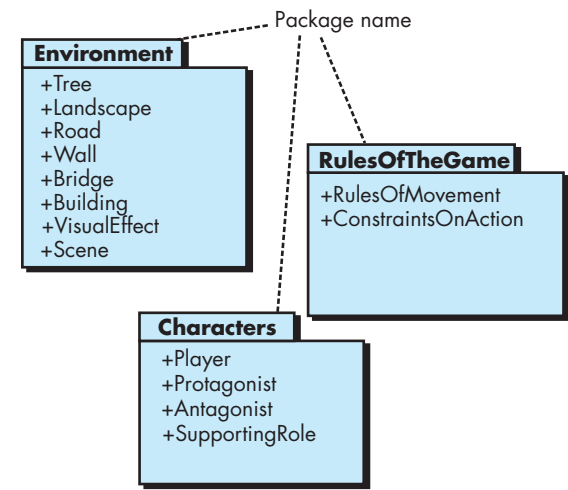 Package name
Environment
+Tree
+Landscape
+Road
+Wall
+Bridge
+Building
+VisualEffect
+Scene
RulesOfTheGame
+RulesOfMovement
+ConstraintsOnAction
Characters
+Player
+Protagonist
+Antagonist
+SupportingRole